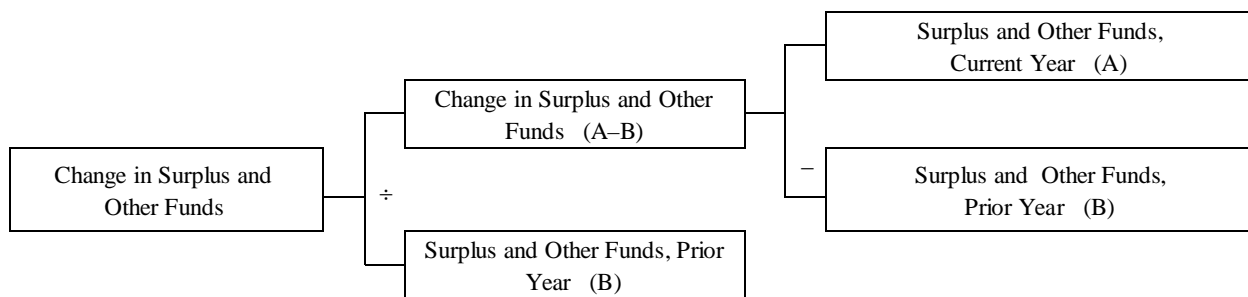 Surplus and Other Funds,
Current Year (A)
Change in Surplus and Other
Funds (A–B)
Change in Surplus and
Other Funds
÷
–
Surplus and Other Funds,
Prior Year (B)
Surplus and Other Funds, Prior
Year (B)